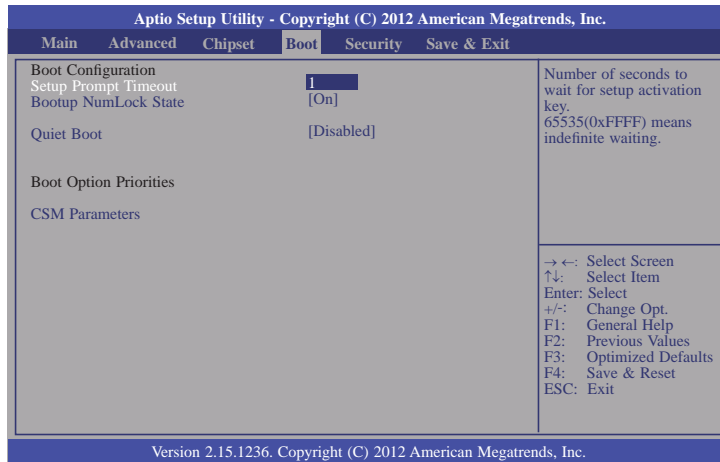 Aptio Setup Utility - Copyright (C) 2012 American Megatrends, Inc.
Main Advanced Chipset Boot Security Save & Exit
Boot Configuration
Setup Prompt Timeout 1
Bootup NumLock State [On]
Quiet Boot [Disabled]
Boot Option Priorities
CSM Parameters
Number of seconds to
wait for setup activation
key.
65535(0xFFFF) means
indefinite waiting.
→ ←: Select Screen
↑↓: Select Item
Enter: Select
+/-: Change Opt.
F1: General Help
F2: Previous Values
F3: Optimized Defaults
F4: Save & Reset
ESC: Exit
Version 2.15.1236. Copyright (C) 2012 American Megatrends, Inc.